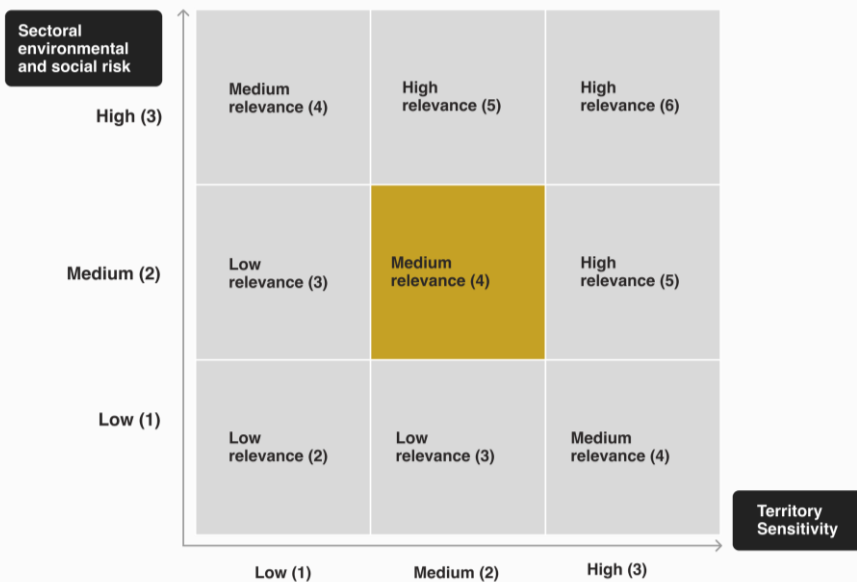 Sectoral
environmental
and social risk
High (3)
Medium
relevance (4)
High
relevance (5)
High
relevance (6)
Medium (2)
Low
relevance (3)
Medium
relevance (4)
High
relevance (5)
Low (1)
Low
relevance (2)
Low
relevance (3)
Medium
relevance (4)
Territory
Sensitivity
Low (1)
Medium (2)
High (3)